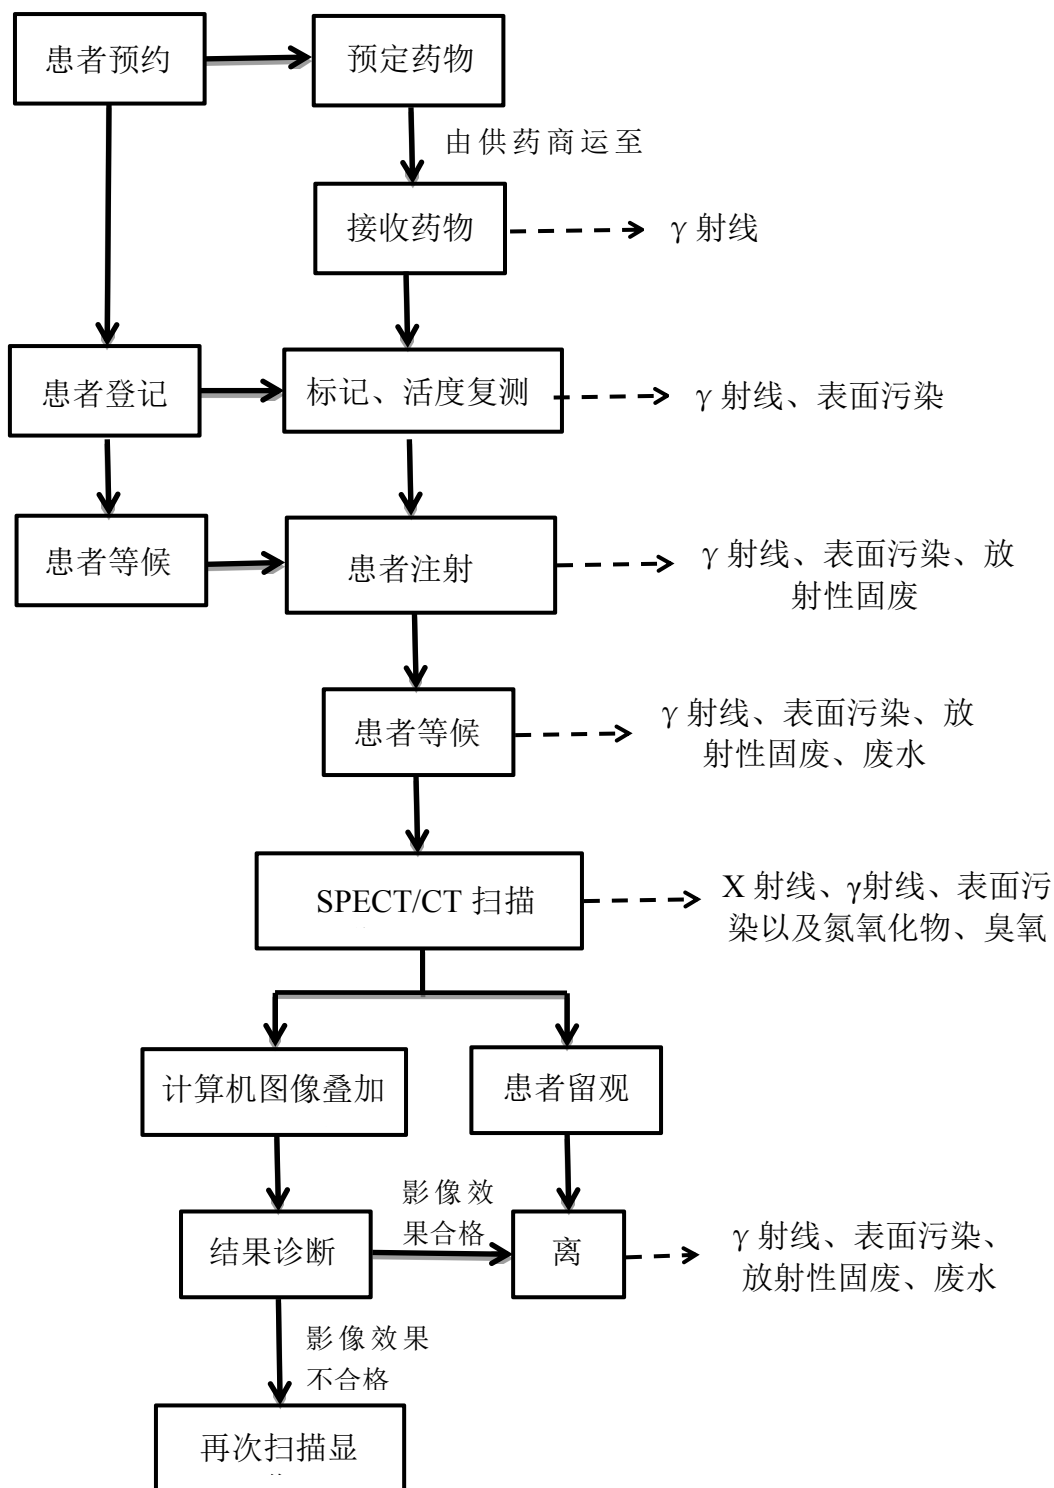 患者预约
预定药物
由供药商运至
接收药物
γ 射线
患者登记
标记、活度复测
γ 射线、表面污染
患者等候
患者注射
γ 射线、表面污染、放
射性固废
患者等候
γ 射线、表面污染、放
射性固废、废水
SPECT/CT 扫描
X 射线、γ射线、表面污
染以及氮氧化物、臭氧
计算机图像叠加
患者留观
结果诊断
影像效
果合格
离
γ 射线、表面污染、
放射性固废、废水
影像效果
不合格
再次扫描显